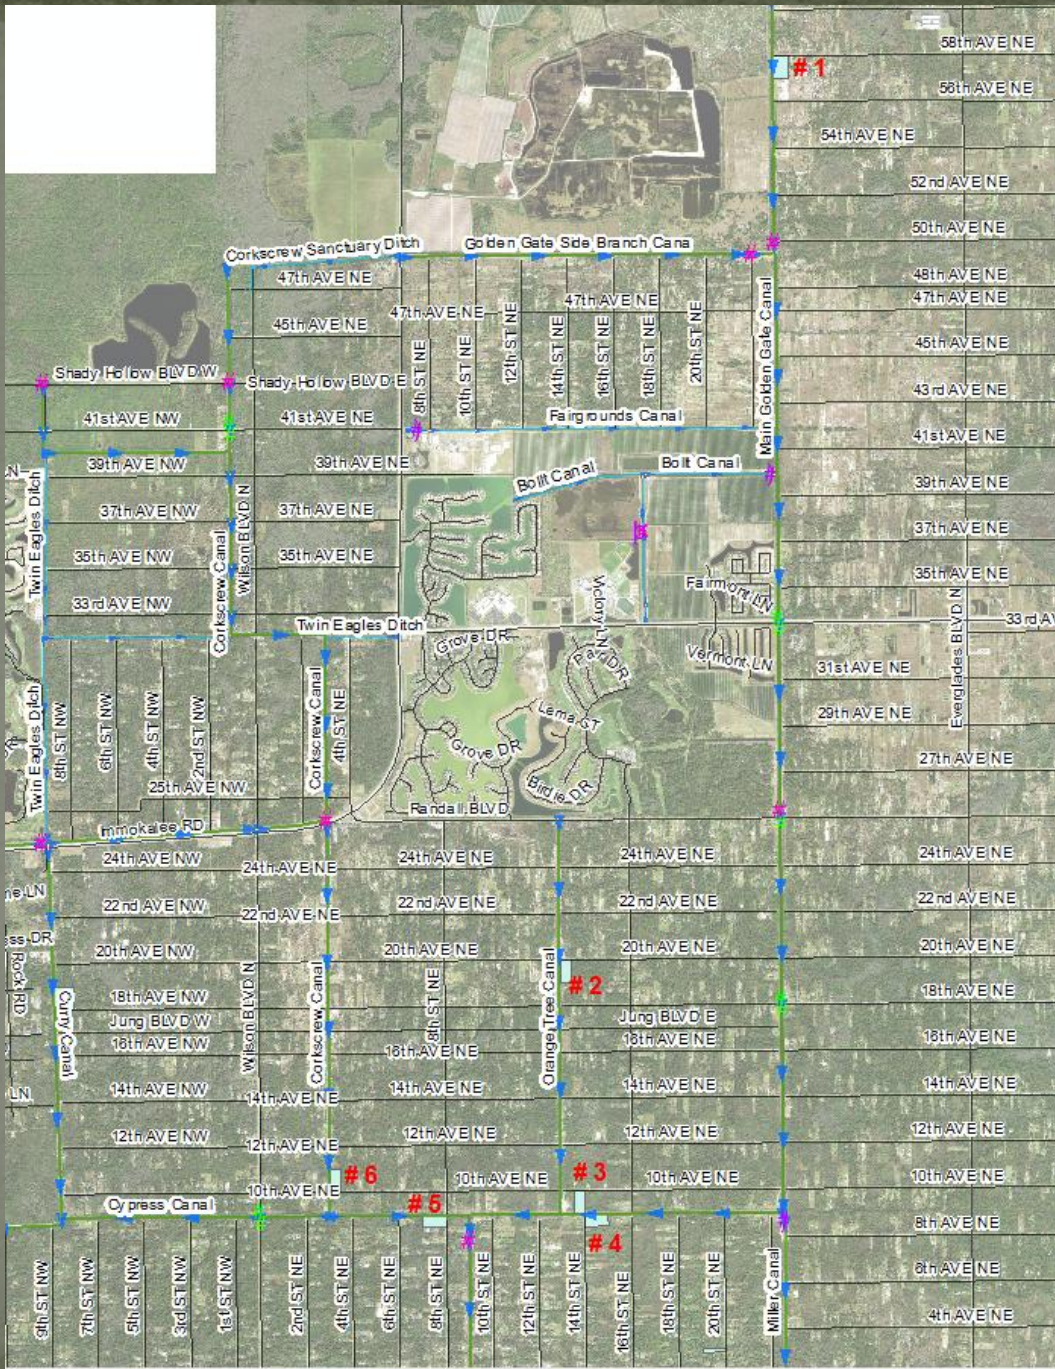 58th AVE NE
# 1
56th AVE NE
54th AVE NE
52nd AVE NE
50th AVE NE
Corkscrew Sanctuary Ditch
Golden Gate Side Branch Cana
47th AVE NE
48th AVE NE
47th AVE NE
47th AVE NE
47th AVE NE
45th AVE NE
8th ST NE
10th ST NE
12th ST NE
14th ST NE
16th ST NE
18th ST NE
20th ST NE
Main Golden Gate Canal
45th AVE NE
Shady Hollow BLVD W
Shady Hollow BLVD E
43rd AVE NE
41st AVE NW
41st AVE NE
Fairgrounds Canal
41st AVE NE
39th AVE NW
39th AVE NE
Bolit Canal
Bolit Canal
39th AVE NE
LN
Twin Eagles Ditch
37th AVE NW
Wilson BLVD N
37th AVE NE
37th AVE NE
35th AVE NW
Corkscrew Canal
35th AVE NE
35th AVE NE
33rd AVE NW
Victory LN
Fairmont LN
Everglades BLVD N
Twin Eagles Ditch
33rd AV
Grove DR
Par DR
Vermont LN
31st AVE NE
Twin Eagles Ditch
8th ST NW
6th ST NW
4th ST NW
2nd ST NW
Corkscrew Canal
4th ST NE
Lema ST
29th AVE NE
Grove DR
27th AVE NE
25th AVE NW
Birdie DR
Randall BLVD
Immokalee RD
24th AVE NW
24th AVE NE
24th AVE NE
24th AVE NE
24th AVE NE
LN
22nd AVE NW
22nd AVE NE
22nd AVE NE
22nd AVE NE
22nd AVE NE
ss DR
20th AVE NW
20th AVE NE
20th AVE NE
20th AVE NE
Rock RD
Curry Canal
Wilson BLVD N
Corkscrew Canal
8th ST NE
Orange Tree Canal
# 2
18th AVE NW
18th AVE NE
Jung BLVD W
Jung BLVD E
16th AVE NW
16th AVE NE
16th AVE NE
16th AVE NE
LN
14th AVE NW
14th AVE NE
14th AVE NE
14th AVE NE
14th AVE NE
12th AVE NW
12th AVE NE
12th AVE NE
12th AVE NE
12th AVE NE
10th AVE NE
# 6
10th AVE NE
# 3
10th AVE NE
10th AVE NE
Cypress Canal
# 5
# 4
8th AVE NE
6th AVE NE
9th ST NW
7th ST NW
5th ST NW
3rd ST NW
1st ST NW
2nd ST NE
4th ST NE
6th ST NE
8th ST NE
10th ST NE
12th ST NE
14th ST NE
16th ST NE
18th ST NE
20th ST NE
Miller Canal
4th AVE NE